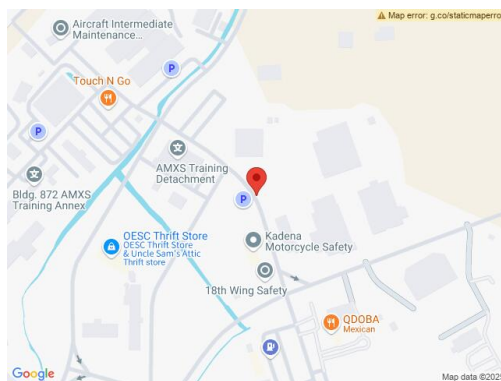 Map error: g.co/staticmaperro
Aircraft Intermediate
Maintenance...
P
Touch N Go
P
AMXS Training
Detachment
Bldg. 872 AMXS
Training Annex
P
OESC Thrift Store
OESC Thrift Store
& Uncle Sam's Attic
Thrift store
Kadena
Motorcycle Safety
18th Wing Safety
QDOBA
Mexican
Google
Map data ©2025